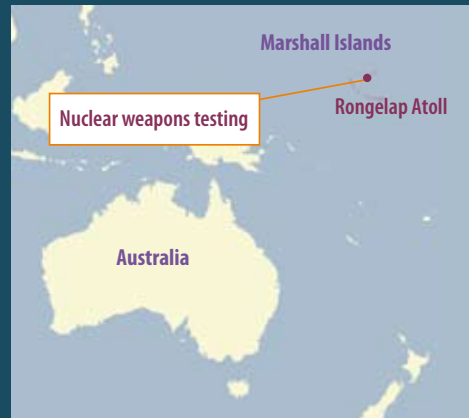 Marshall Islands
Nuclear weapons testing
Rongelap Atoll
Australia